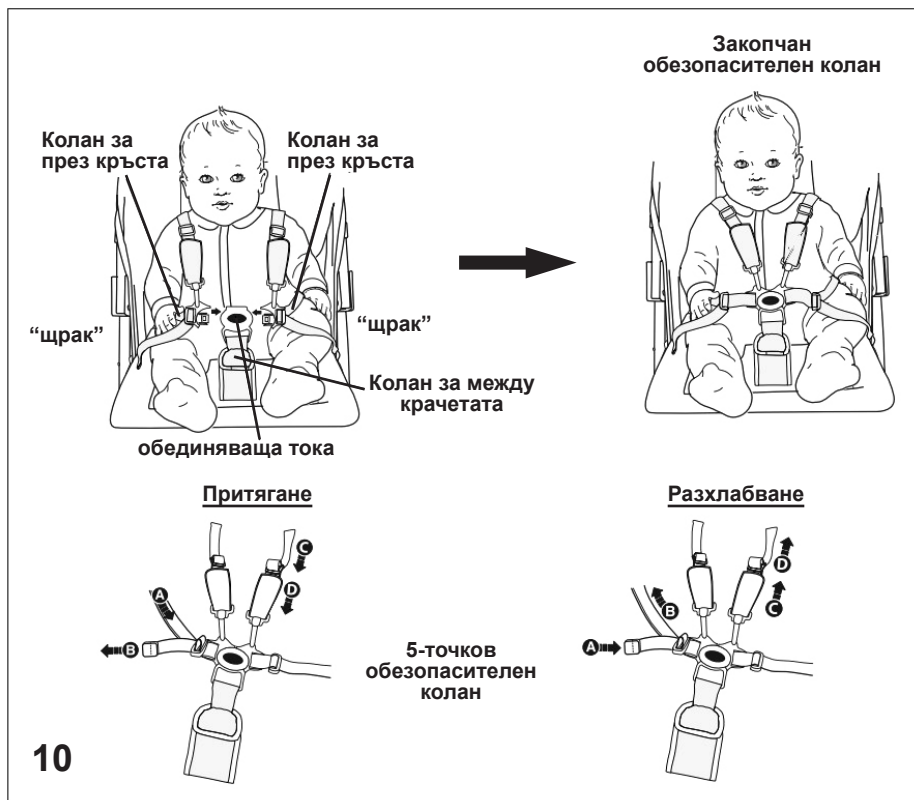 Закопчан
обезопасителен колан
Колан за
през кръста
Колан за
през кръста
“щрак”
“щрак”
Колан за между
крачетата
обединяваща тока
Притягане
Разхлабване
C
D
A
B
D
C
B
A
5-точков
обезопасителен
колан
10